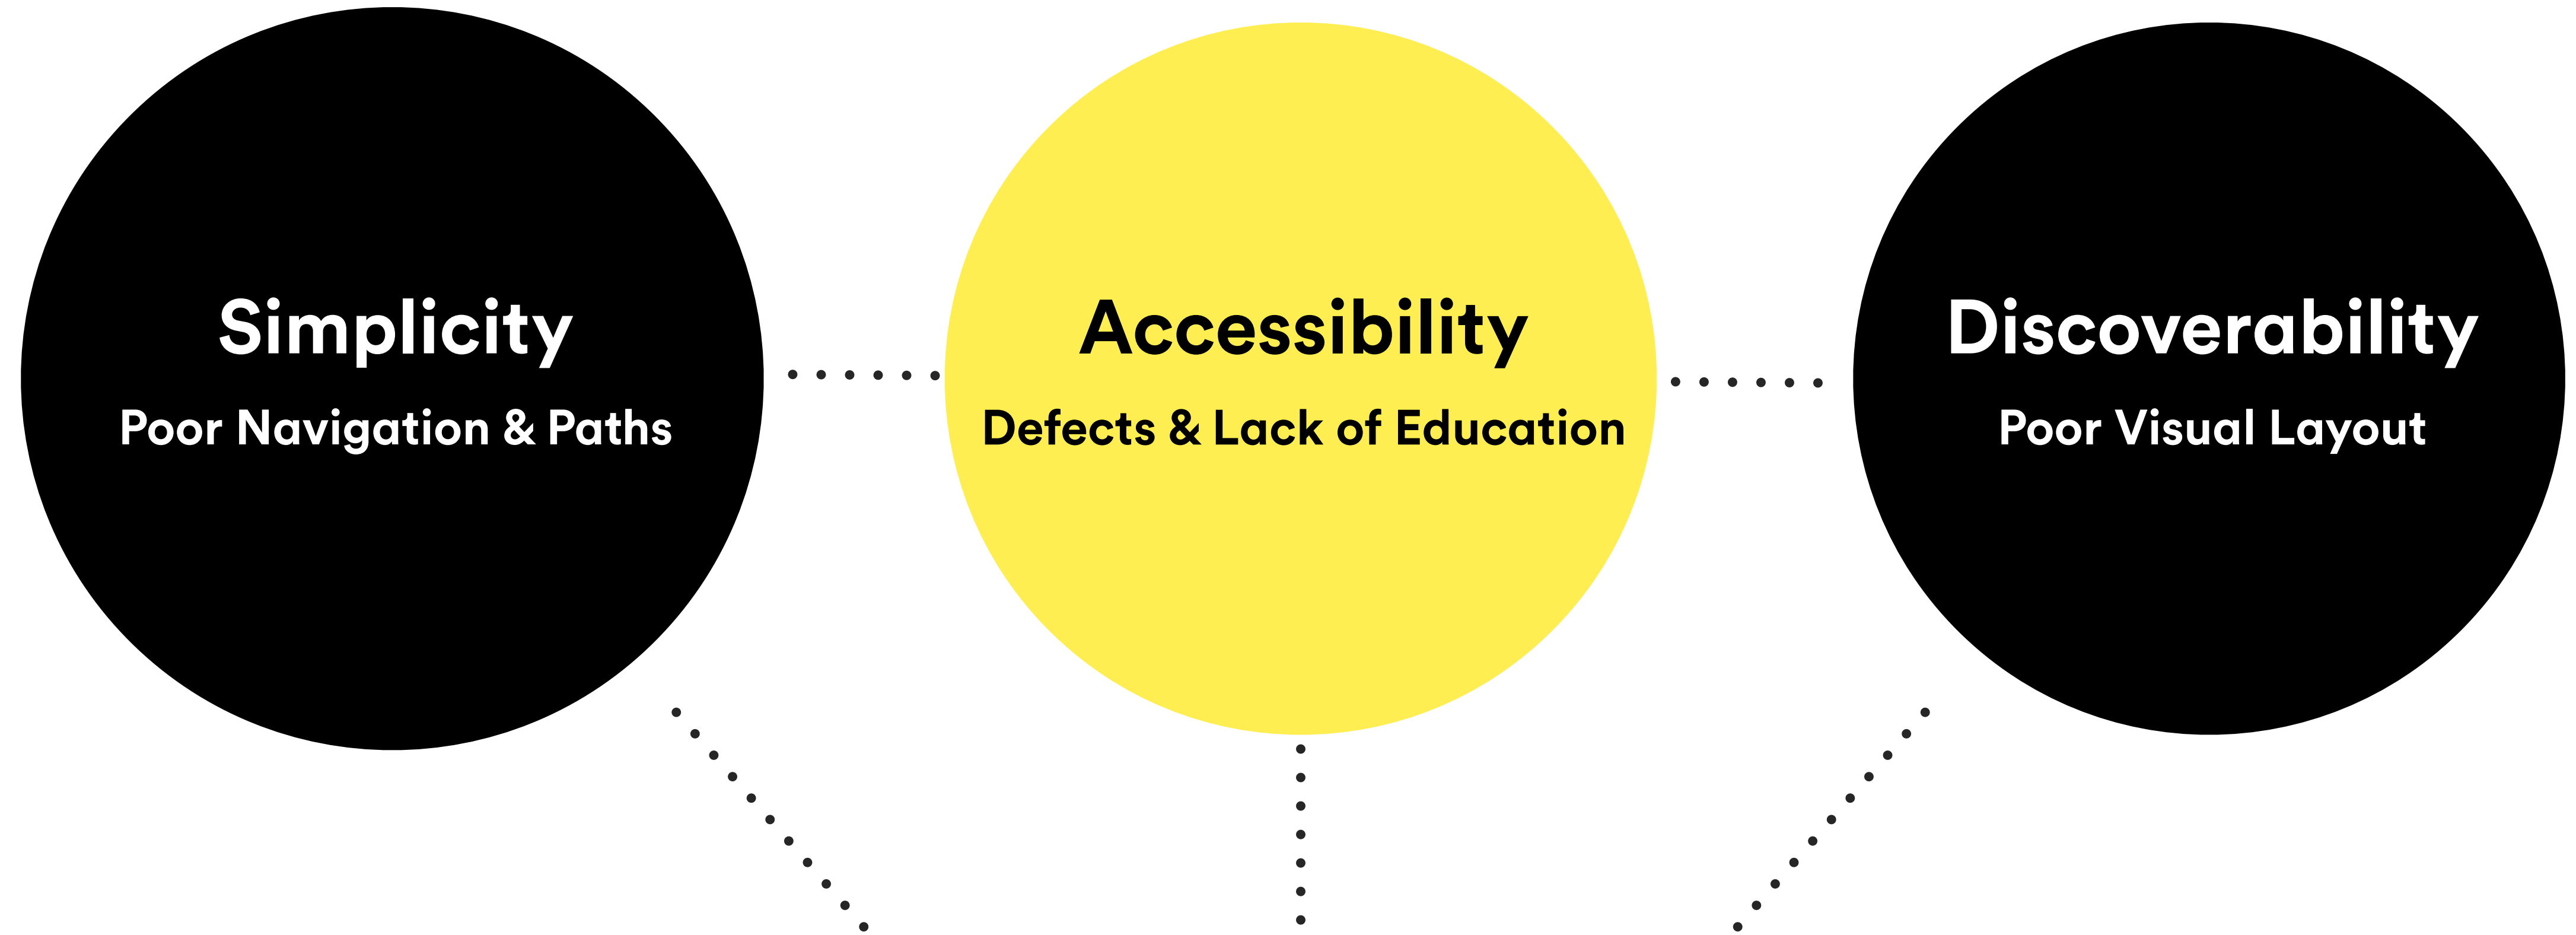 Simplicity
Poor Navigation & Paths
Accessibility
Defects & Lack of Education
Discoverability
Poor Visual Layout